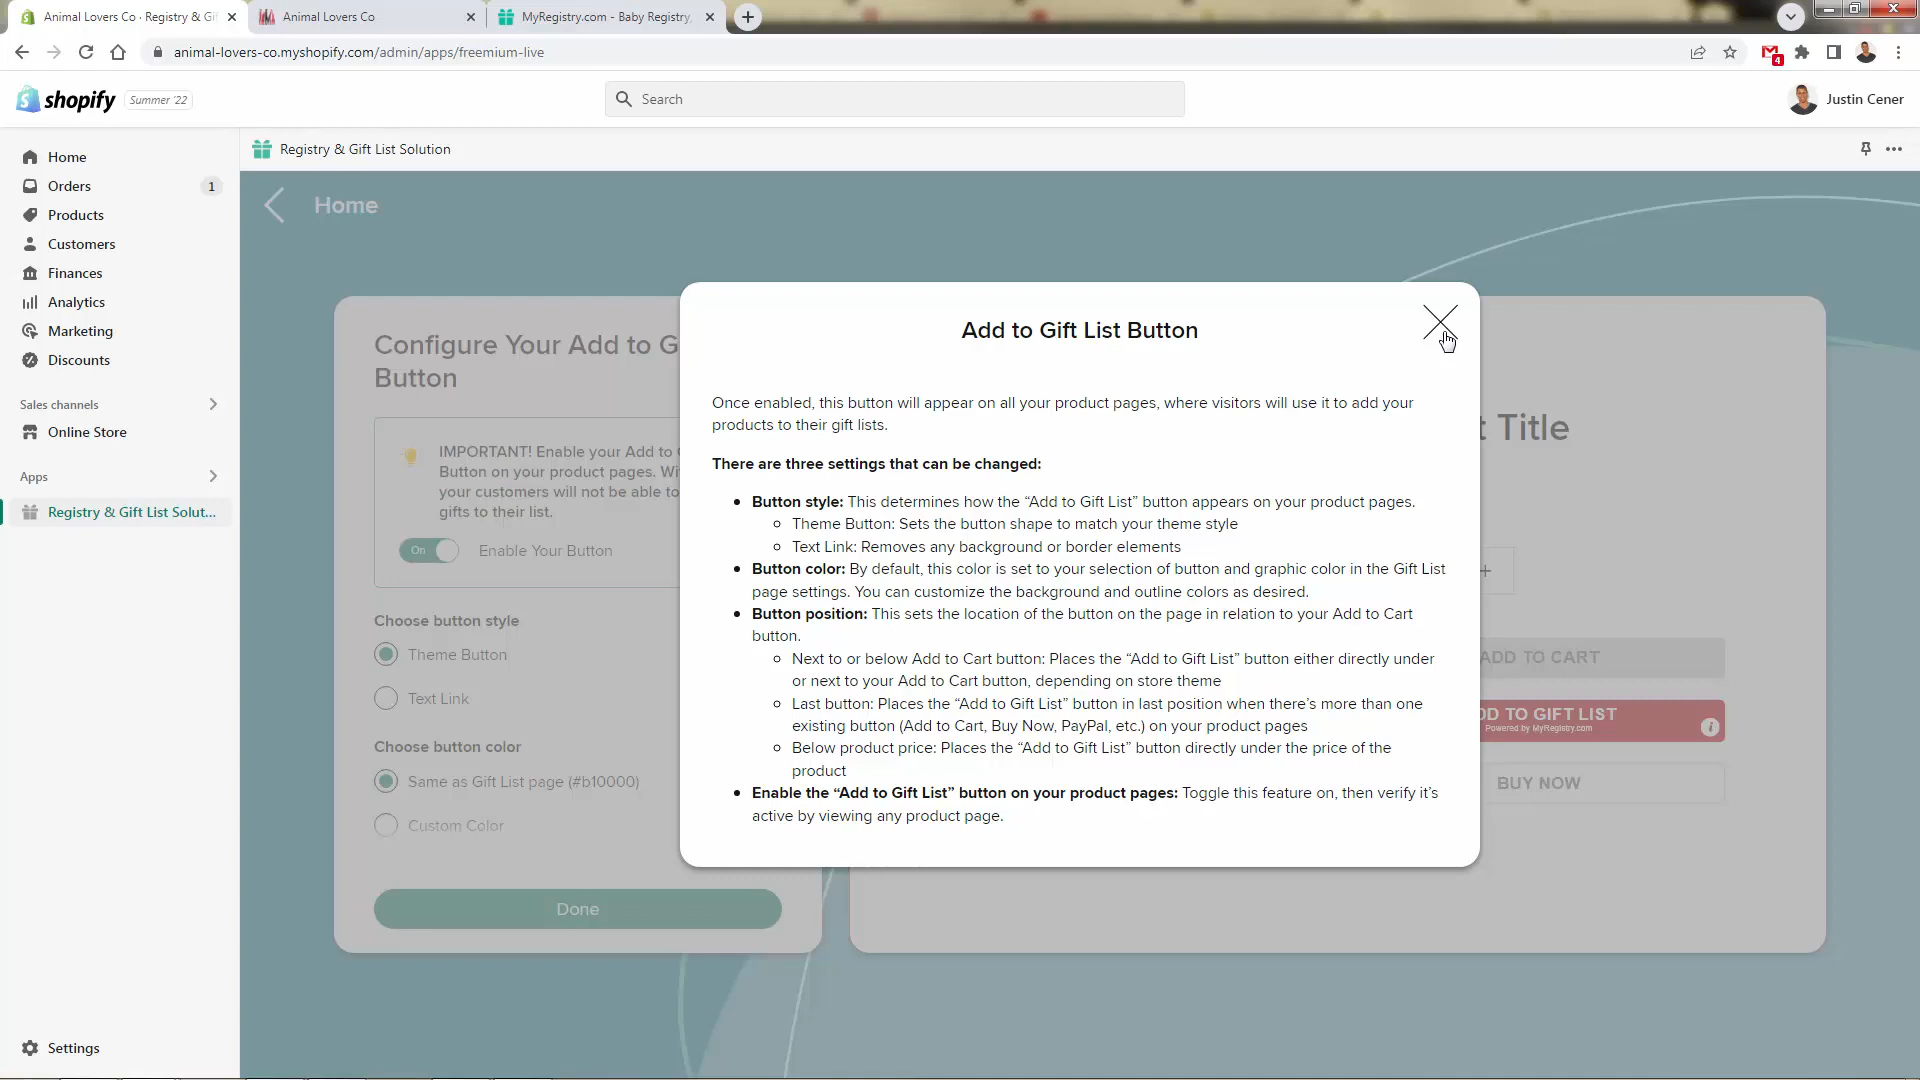 Animal Lovers Co · Registry & Gi
Animal Lovers Co
MyRegistry.com - Baby Registry,
animal-lovers-co.myshopify.com/admin/apps/freemium-live
4
shopify
Summer '22
Search
Justin Cener
Home
Orders
1
Products
Customers
Finances
Analytics
Marketing
Discounts
Sales channels
Online Store
Apps
Registry & Gift List Solut...
Settings
Registry & Gift List Solution
Home
Configure Your Add to G
Button
IMPORTANT! Enable your Add to
Button on your product pages. Wi
your customers will not be able to
gifts to their list.
On
Enable Your Button
Choose button style
Theme Button
Text Link
Choose button color
Same as Gift List page (#b10000)
Custom Color
Done
Add to Gift List Button
Once enabled, this button will appear on all your product pages, where visitors will use it to add your
products to their gift lists.
There are three settings that can be changed:
Button style: This determines how the “Add to Gift List” button appears on your product pages.
Theme Button: Sets the button shape to match your theme style
Text Link: Removes any background or border elements
Button color: By default, this color is set to your selection of button and graphic color in the Gift List
page settings. You can customize the background and outline colors as desired.
Button position: This sets the location of the button on the page in relation to your Add to Cart
button.
Next to or below Add to Cart button: Places the “Add to Gift List” button either directly under
or next to your Add to Cart button, depending on store theme
Last button: Places the “Add to Gift List” button in last position when there’s more than one
existing button (Add to Cart, Buy Now, PayPal, etc.) on your product pages
Below product price: Places the “Add to Gift List” button directly under the price of the
product
Enable the “Add to Gift List” button on your product pages: Toggle this feature on, then verify it’s
active by viewing any product page.
t Title
+
ADD TO CART
DD TO GIFT LIST
Powered by MyRegistry.com
i
BUY NOW